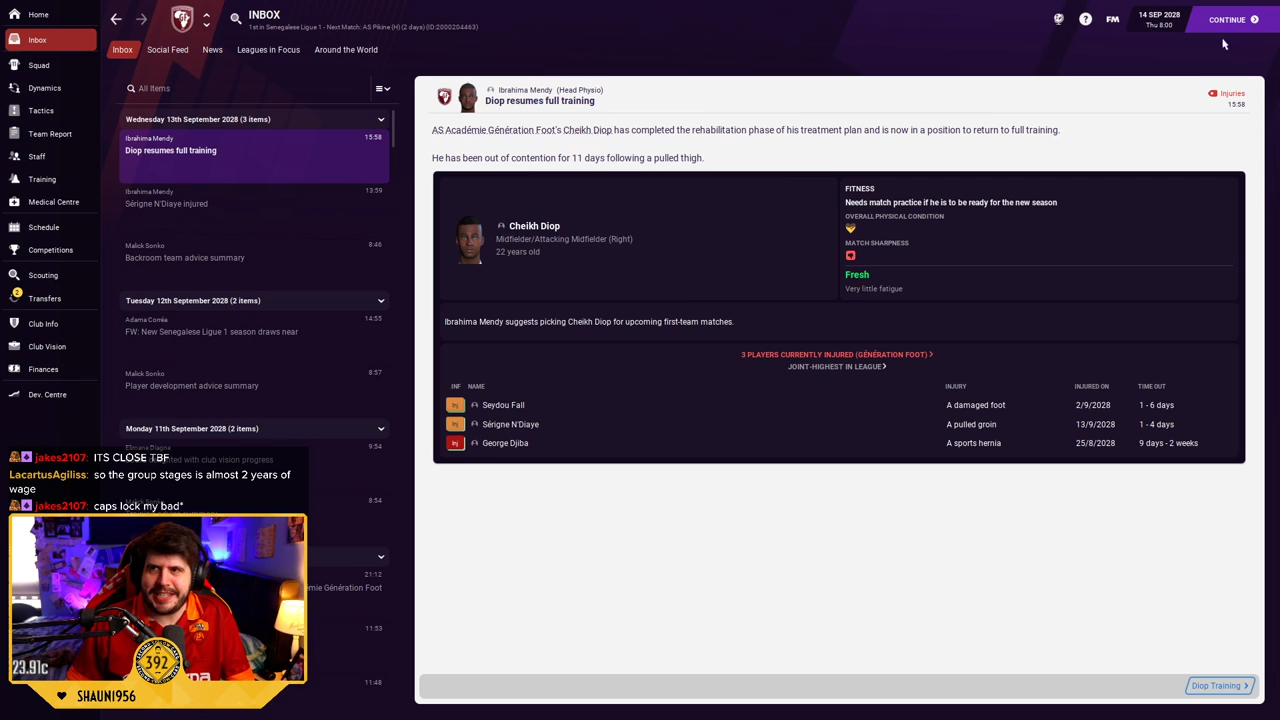 Home
INBOX
1st in Senegalese Ligue 1 - Next Match: AS Pikine (H) (2 days) (ID:2000204463)
FM
14 SEP 2028
Thu 8:00
CONTINUE
Inbox
Squad
Dynamics
Tactics
Team Report
Staff
Training
Medical Centre
Schedule
Competitions
Scouting
2
Transfers
Club Info
Club Vision
Finances
Dev. Centre
Inbox
Social Feed
News
Leagues in Focus
Around the World
All Items
Wednesday 13th September 2028 (3 items)
Ibrahima Mendy
15:58
Diop resumes full training
Ibrahima Mendy
13:59
Sérigne N'Diaye injured
Malick Sonko
8:46
Backroom team advice summary
Tuesday 12th September 2028 (2 items)
Adama Corréa
14:55
FW: New Senegalese Ligue 1 season draws near
Malick Sonko
8:57
Player development advice summary
Monday 11th September 2028 (2 items)
9:54
with club vision progress
8:54
21:12
émie Génération Foot
11:53
11:48
Ibrahima Mendy (Head Physio)
Diop resumes full training
Injuries
15:58
AS Académie Génération Foot's Cheikh Diop has completed the rehabilitation phase of his treatment plan and is now in a position to return to full training.
He has been out of contention for 11 days following a pulled thigh.
Cheikh Diop
Midfielder/Attacking Midfielder (Right)
22 years old
FITNESS
Needs match practice if he is to be ready for the new season
OVERALL PHYSICAL CONDITION
MATCH SHARPNESS
Fresh
Very little fatigue
Ibrahima Mendy suggests picking Cheikh Diop for upcoming first-team matches.
3 PLAYERS CURRENTLY INJURED (GÉNÉRATION FOOT)
JOINT-HIGHEST IN LEAGUE
INF NAME INJURY INJURED ON TIME OUT
Inj Seydou Fall A damaged foot 2/9/2028 1 - 6 days
Inj Sérigne N'Diaye A pulled groin 13/9/2028 1 - 4 days
Inj George Djiba A sports hernia 25/8/2028 9 days - 2 weeks
Diop Training
jakes2107: ITS CLOSE TBF
LacartusAgiliss: so the group stages is almost 2 years of
wage
jakes2107: caps lock my bad*
23.91c
392
SHAUNI956